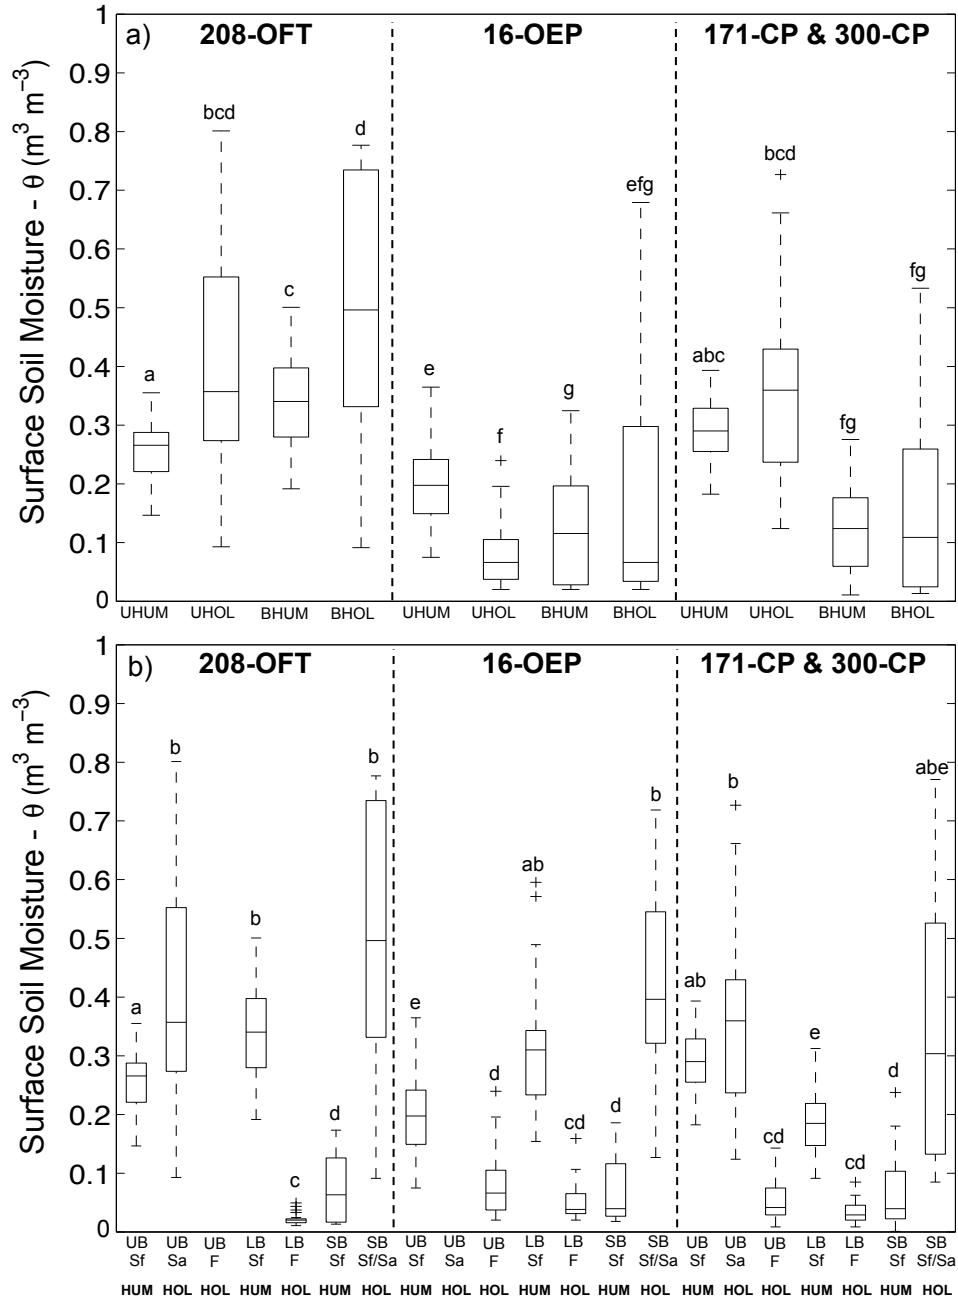 a) 208-OFT 16-OEP 171-CP & 300-CP
Surface Soil Moisture - θ (m³ m⁻³)
1
0.9
0.8
0.7
0.6
0.5
0.4
0.3
0.2
0.1
0
a bcd c d e f g efg abc bcd fg fg
UHUM UHOL BHUM BHOL UHUM UHOL BHUM BHOL UHUM UHOL BHUM BHOL
b) 208-OFT 16-OEP 171-CP & 300-CP
Surface Soil Moisture - θ (m³ m⁻³)
1
0.9
0.8
0.7
0.6
0.5
0.4
0.3
0.2
0.1
0
a b b c d b e d ab cd d b ab b cd e cd d abe
UB UB UB LB LB SB SB UB UB UB LB LB SB SB UB UB UB LB LB SB SB
Sf Sa F Sf F Sf Sf/Sa Sf Sa F Sf F Sf Sf/Sa Sf Sa F Sf F Sf Sf/Sa
HUM HOL HOL HUM HOL HUM HOL HUM HOL HOL HUM HOL HUM HOL HUM HOL HOL HUM HOL HUM HOL